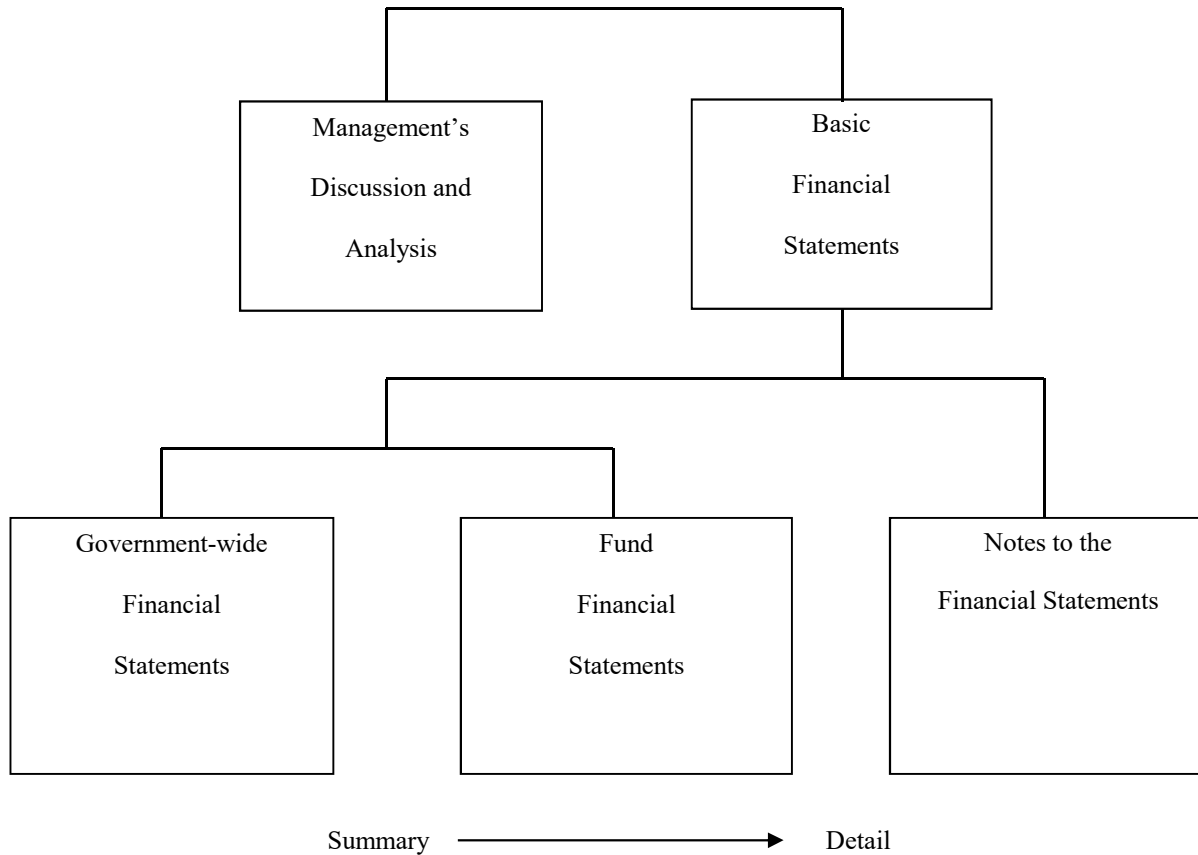 Management’s
Discussion and
Analysis
Basic
Financial
Statements
Government-wide
Financial
Statements
Fund
Financial
Statements
Notes to the
Financial Statements
Summary
Detail